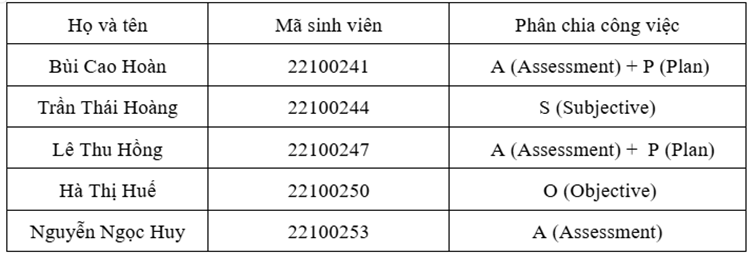 Họ và tên Mã sinh viên Phân chia công việc
Bùi Cao Hoàn 22100241 A (Assessment) + P (Plan)
Trần Thái Hoàng 22100244 S (Subjective)
Lê Thu Hồng 22100247 A (Assessment) + P (Plan)
Hà Thị Huế 22100250 O (Objective)
Nguyễn Ngọc Huy 22100253 A (Assessment)